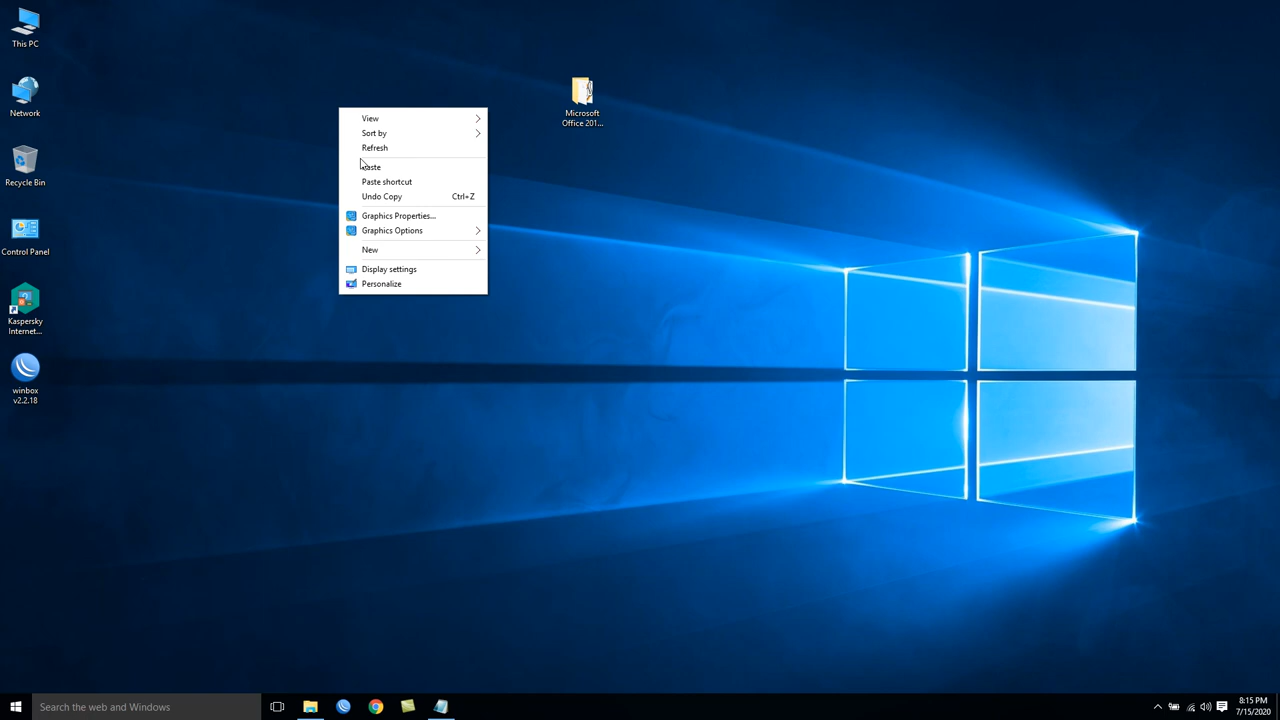 This PC
Network
Recycle Bin
Control Panel
Kaspersky
Internet...
winbox
v2.2.18
Microsoft
Office 201...
View
Sort by
Refresh
Paste
Paste shortcut
Undo Copy Ctrl+Z
Graphics Properties...
Graphics Options
New
Display settings
Personalize
Search the web and Windows
8:15 PM
7/15/2020